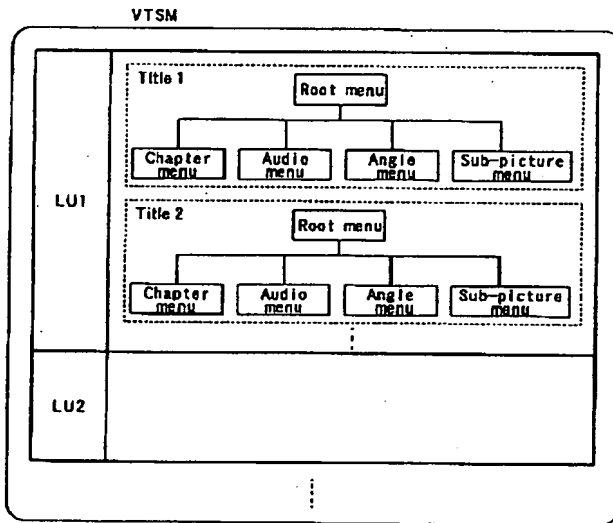 VTSM
LU1
Title 1
Root menu
Chapter menu
Audio menu
Angle menu
Sub-picture menu
Title 2
Root menu
Chapter menu
Audio menu
Angle menu
Sub-picture menu
LU2